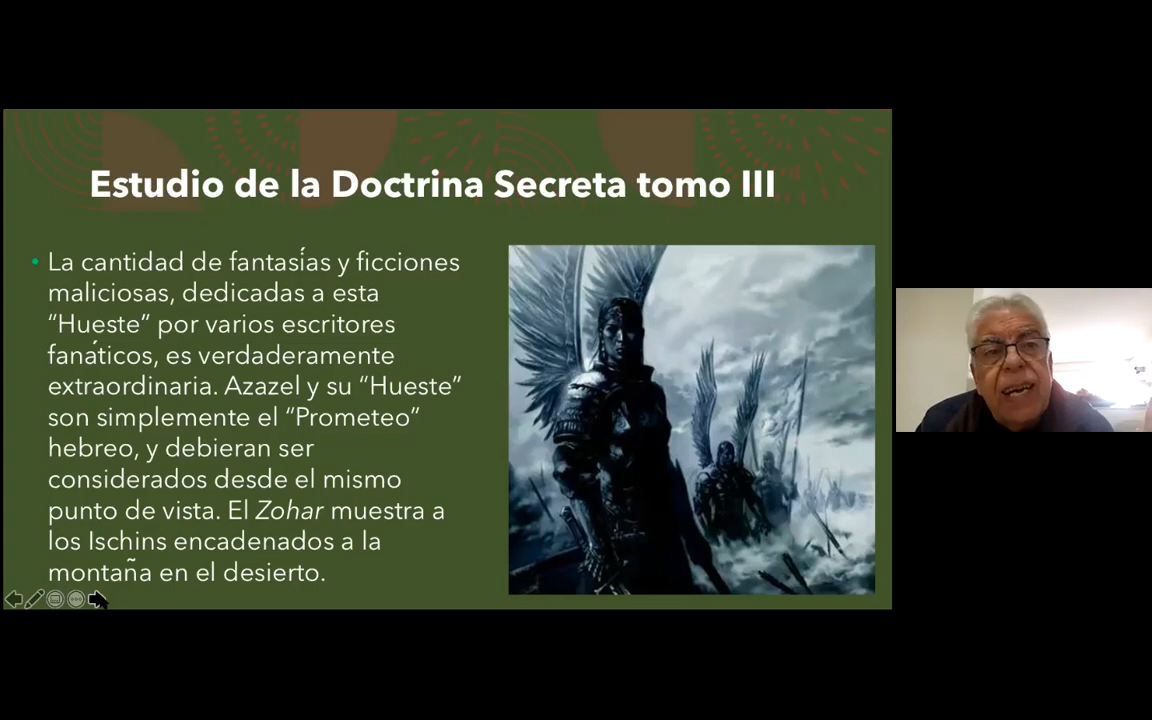 Estudio de la Doctrina Secreta tomo III
• La cantidad de fantasías y ficciones
maliciosas, dedicadas a esta
“Hueste” por varios escritores
fanáticos, es verdaderamente
extraordinaria. Azazel y su “Hueste”
son simplemente el “Prometeo”
hebreo, y debieran ser
considerados desde el mismo
punto de vista. El Zohar muestra a
los Ischins encadenados a la
montaña en el desierto.